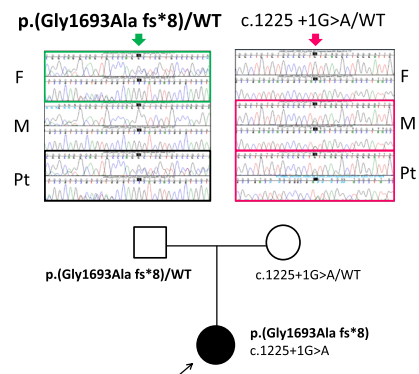 p.(Gly1693Ala fs*8)/WT
c.1225 +1G>A/WT
F
M
Pt
F
M
Pt
p.(Gly1693Ala fs*8)/WT
c.1225+1G>A/WT
p.(Gly1693Ala fs*8)
c.1225+1G>A